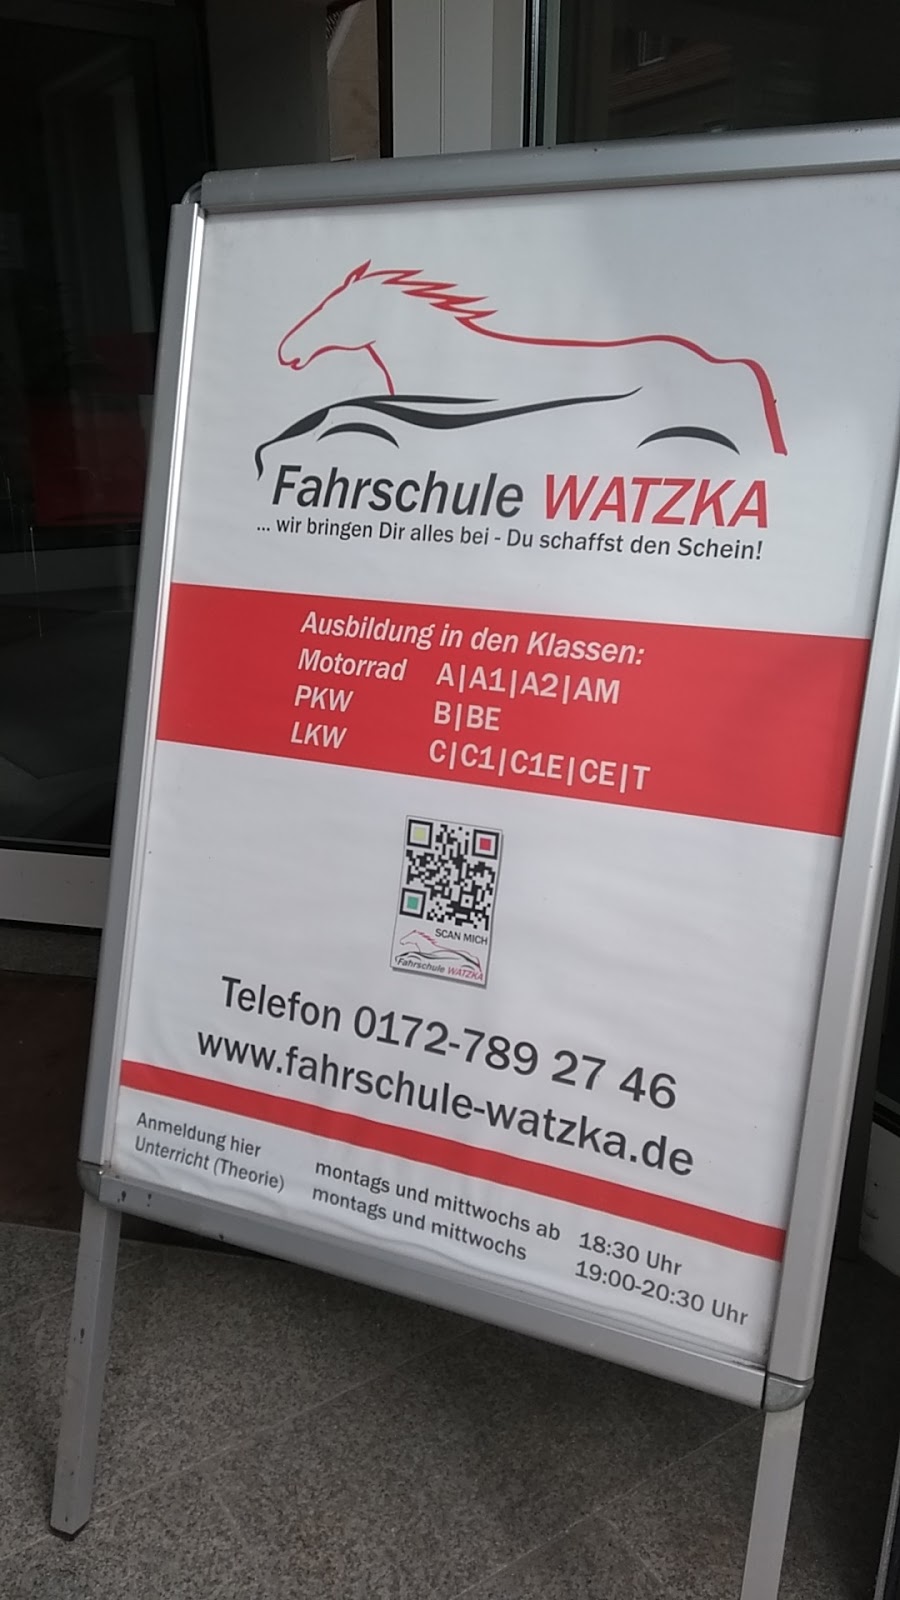 Fahrschule WATZKA
... wir bringen Dir alles bei - Du schaffst den Schein!
Ausbildung in den Klassen:
Motorrad A|A1|A2|AM
PKW B|BE
LKW C|C1|C1E|CE|T
SCAN MICH
Fahrschule WATZKA
Telefon 0172-789 27 46
www.fahrschule-watzka.de
Anmeldung hier montags und mittwochs ab 18:30 Uhr
Unterricht (Theorie) montags und mittwochs 19:00-20:30 Uhr